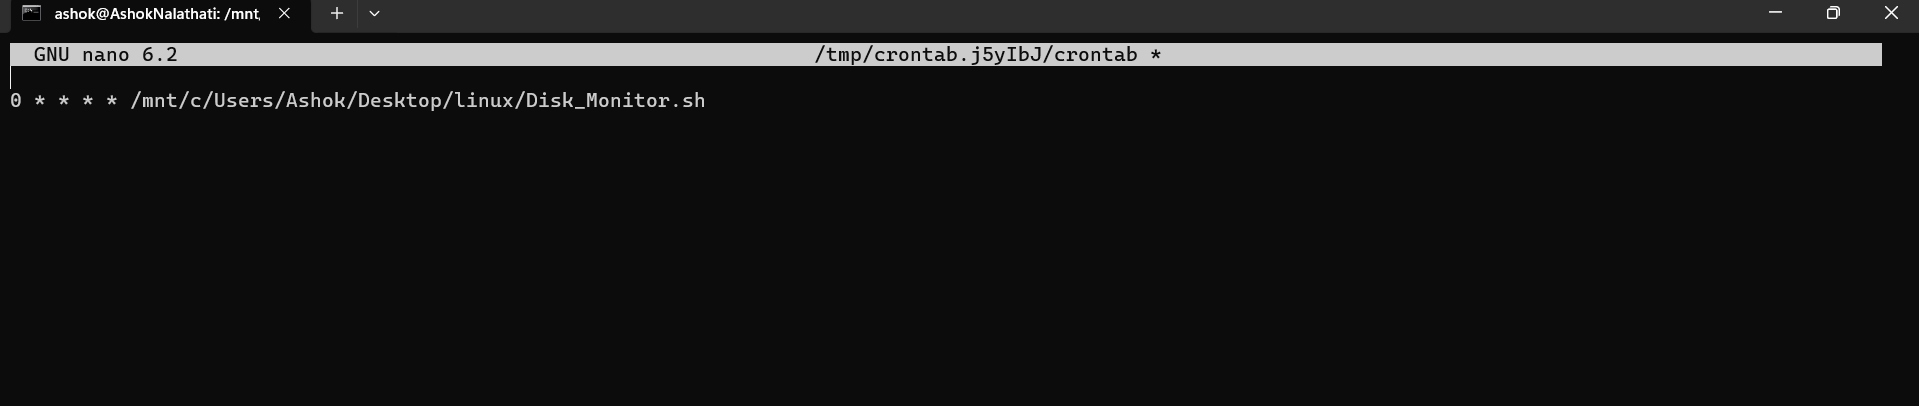 ashok@AshokNalathati: /mnt,
GNU nano 6.2 /tmp/crontab.j5yIbJ/crontab *
0 * * * * /mnt/c/Users/Ashok/Desktop/linux/Disk_Monitor.sh